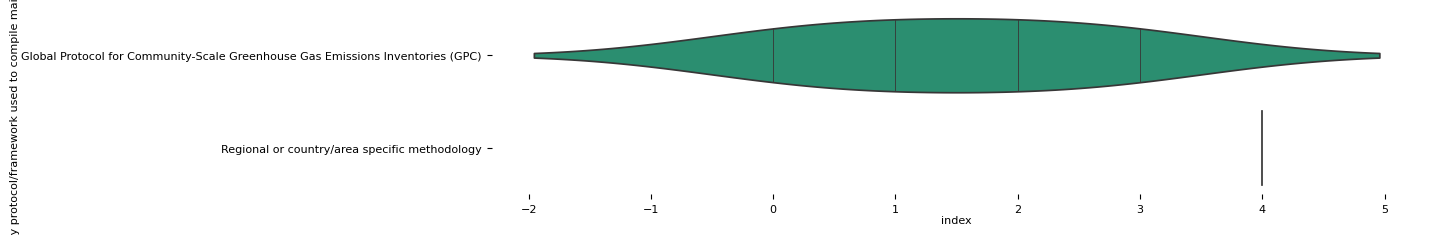 y protocol/framework used to compile mai
Global Protocol for Community-Scale Greenhouse Gas Emissions Inventories (GPC)
Regional or country/area specific methodology
−2 −1 0 1 2 3 4 5
index